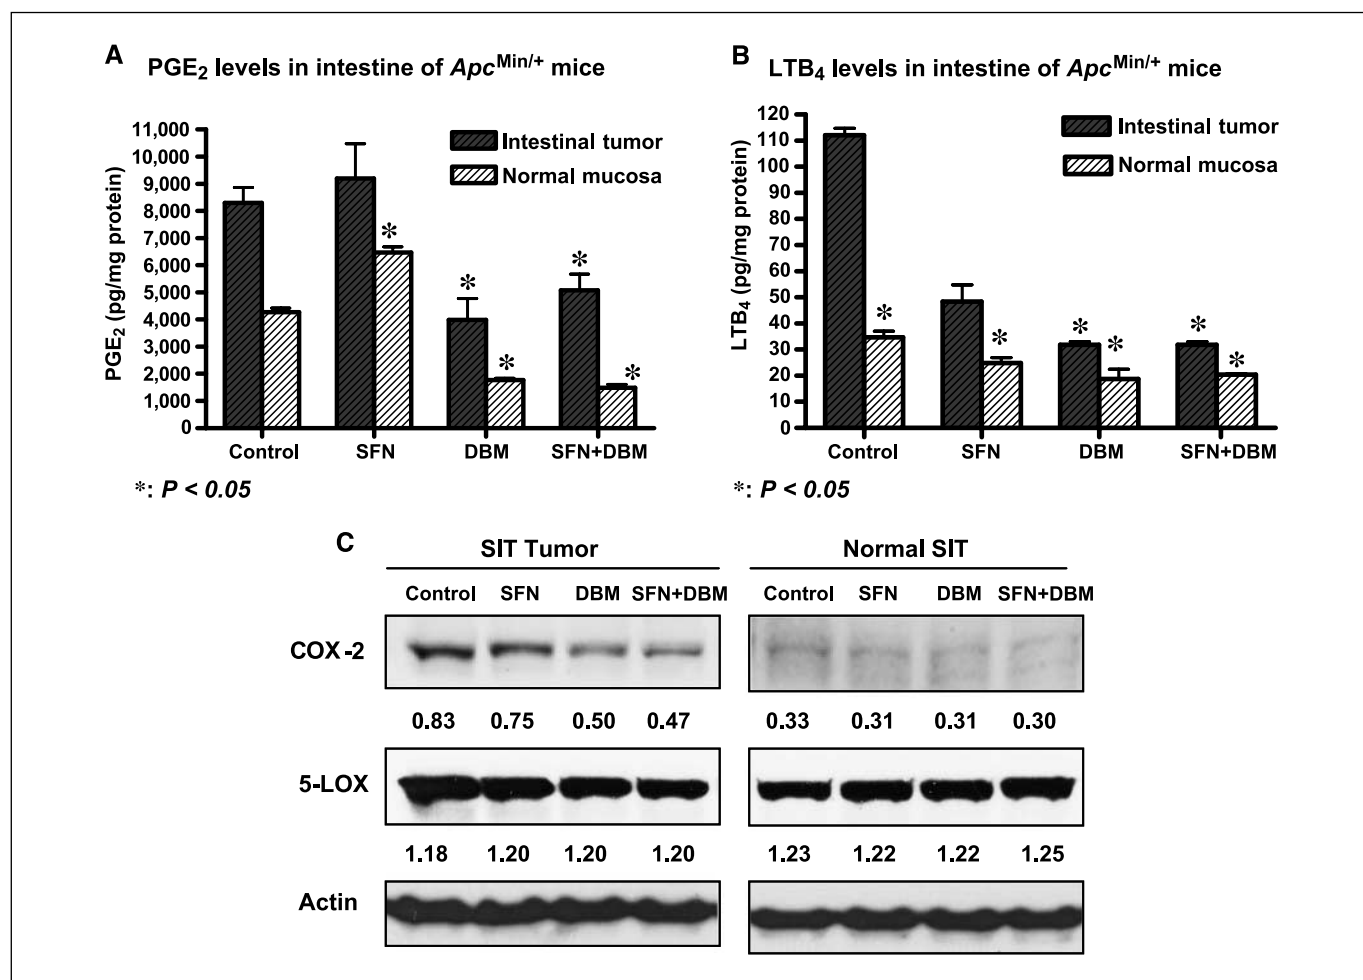 A PGE2 levels in intestine of Apc Min/+ mice
11,000
10,000
9,000
8,000
7,000
6,000
5,000
4,000
3,000
2,000
1,000
0
PGE2 (pg/mg protein)
Intestinal tumor
Normal mucosa
*
* *
* *
Control SFN DBM SFN+DBM
*: P < 0.05
B LTB4 levels in intestine of Apc Min/+ mice
120
110
100
90
80
70
60
50
40
30
20
10
0
LTB4 (pg/mg protein)
Intestinal tumor
Normal mucosa
* * * * * *
Control SFN DBM SFN+DBM
*: P < 0.05
C
SIT Tumor Normal SIT
Control SFN DBM SFN+DBM Control SFN DBM SFN+DBM
COX-2
0.83 0.75 0.50 0.47 0.33 0.31 0.31 0.30
5-LOX
1.18 1.20 1.20 1.20 1.23 1.22 1.22 1.25
Actin